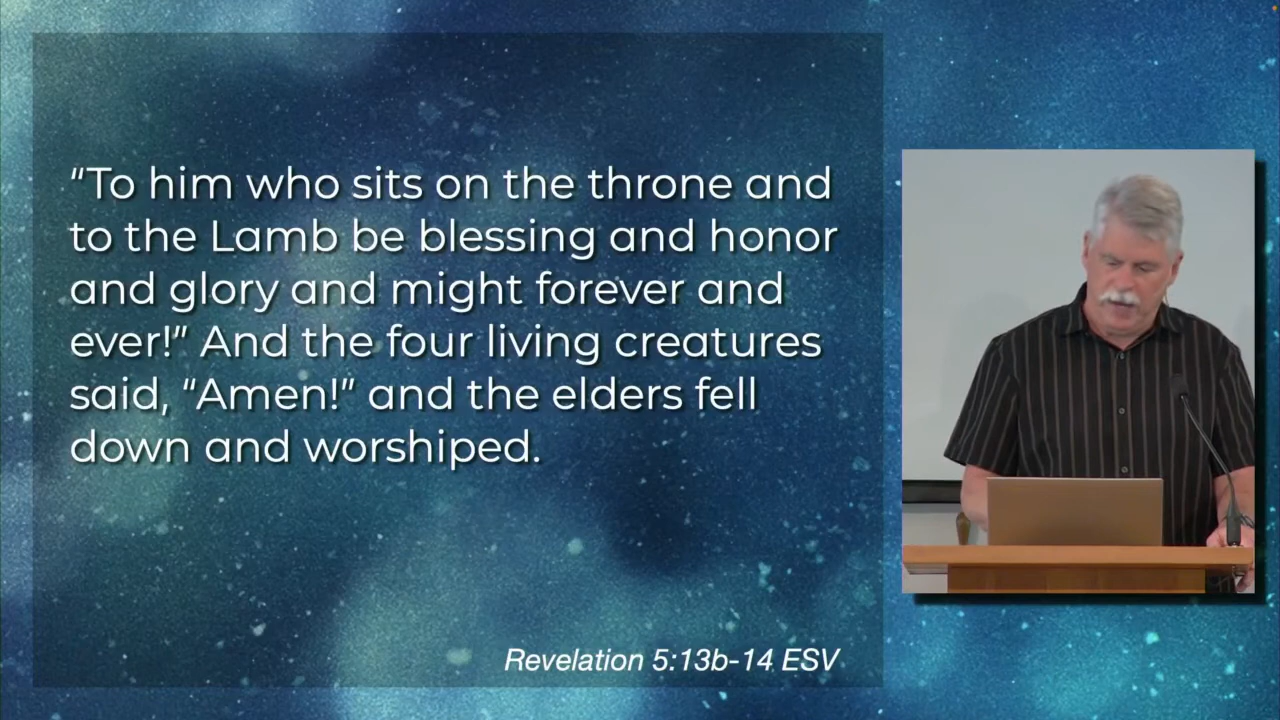 “To him who sits on the throne and
to the Lamb be blessing and honor
and glory and might forever and
ever!” And the four living creatures
said, “Amen!” and the elders fell
down and worshiped.
Revelation 5:13b-14 ESV